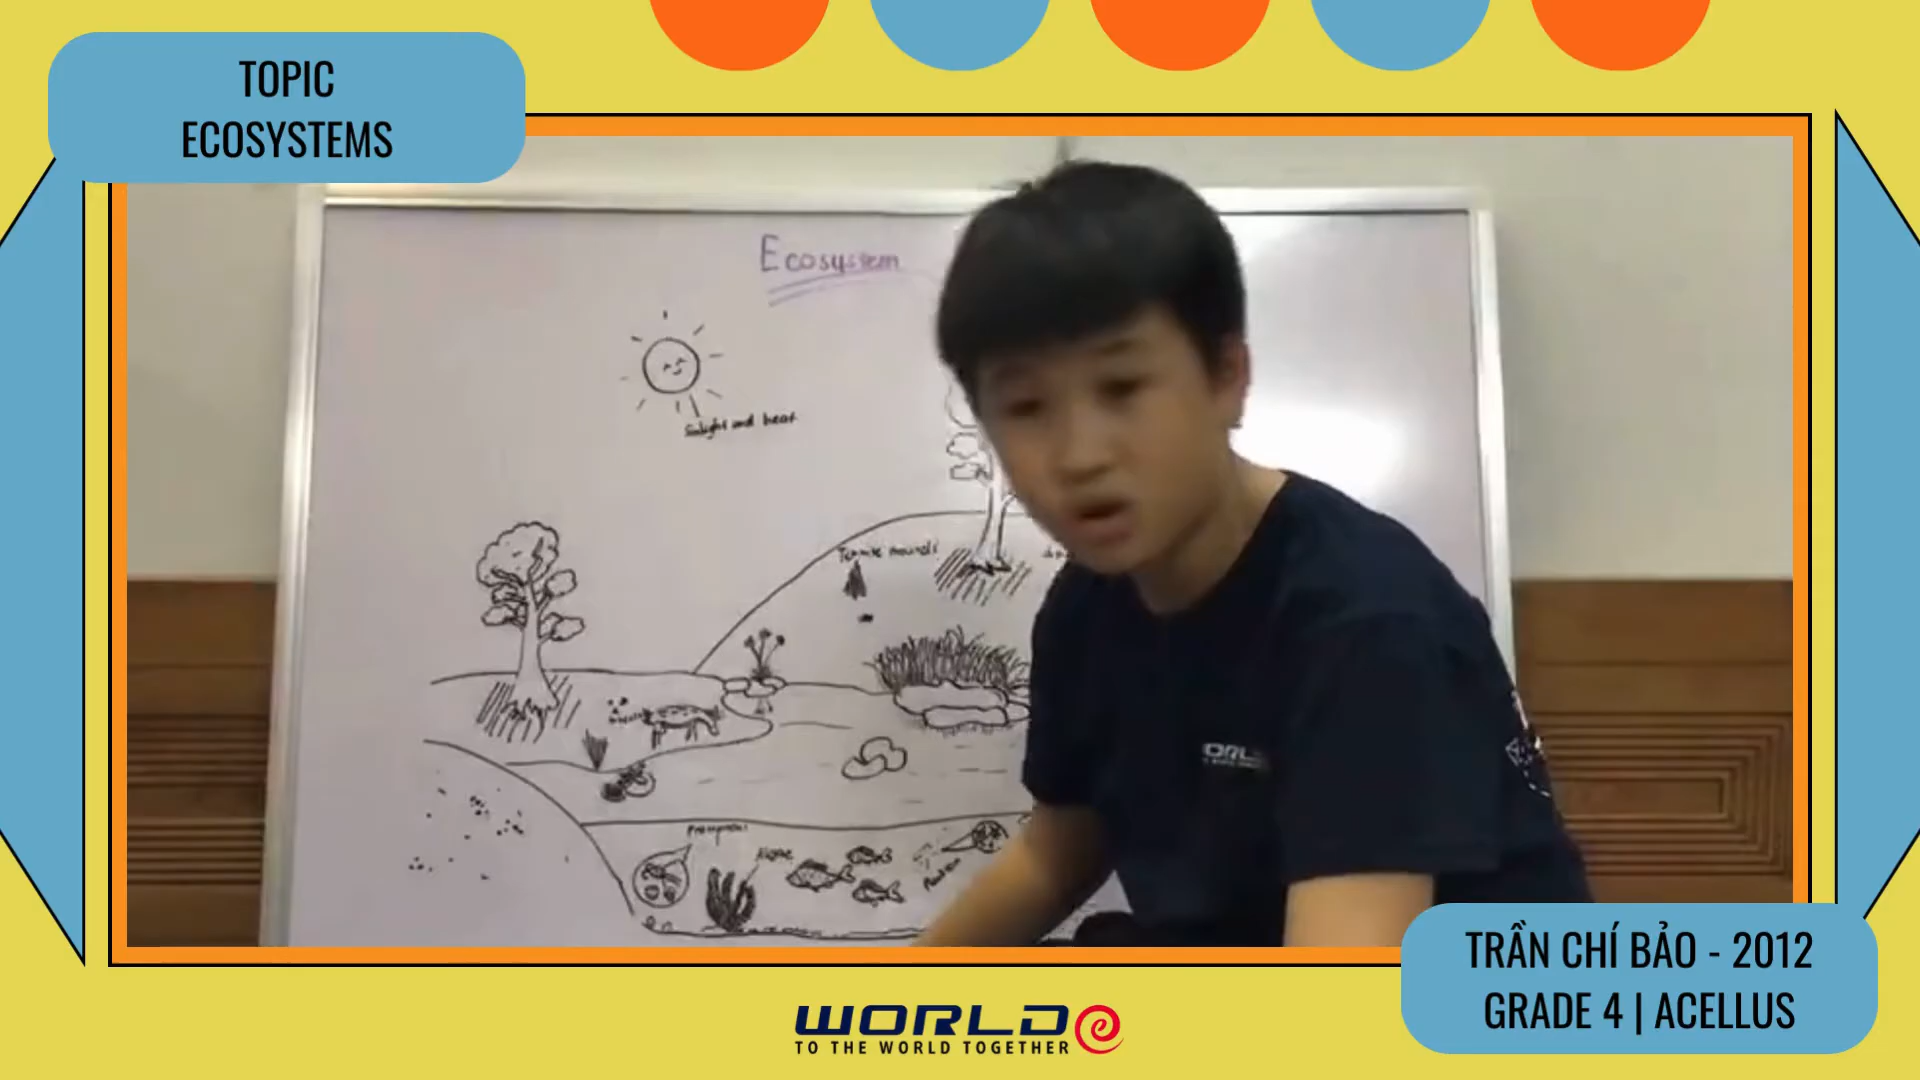 TOPIC
ECOSYSTEMS
Ecosystem
Sunlight and heat
Termite mounds
Algae
TRẦN CHÍ BẢO - 2012
GRADE 4 | ACELLUS
WORLD
TO THE WORLD TOGETHER